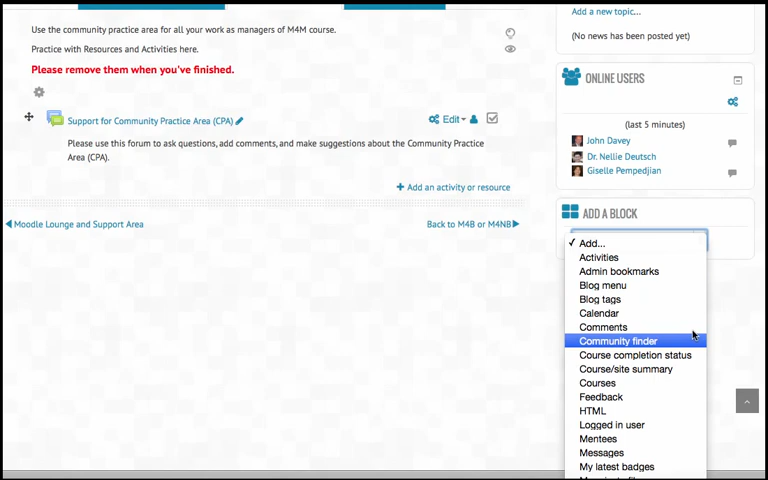 Use the community practice area for all your work as managers of M4M course.
Practice with Resources and Activities here.
Please remove them when you've finished.
Support for Community Practice Area (CPA)
Edit
Please use this forum to ask questions, add comments, and make suggestions about the Community Practice
Area (CPA).
+ Add an activity or resource
Moodle Lounge and Support Area
Back to M4B or M4NB
Add a new topic...
(No news has been posted yet)
ONLINE USERS
(last 5 minutes)
John Davey
Dr. Nellie Deutsch
Giselle Pempedjian
ADD A BLOCK
✓ Add...
Activities
Admin bookmarks
Blog menu
Blog tags
Calendar
Comments
Community finder
Course completion status
Course/site summary
Courses
Feedback
HTML
Logged in user
Mentees
Messages
My latest badges